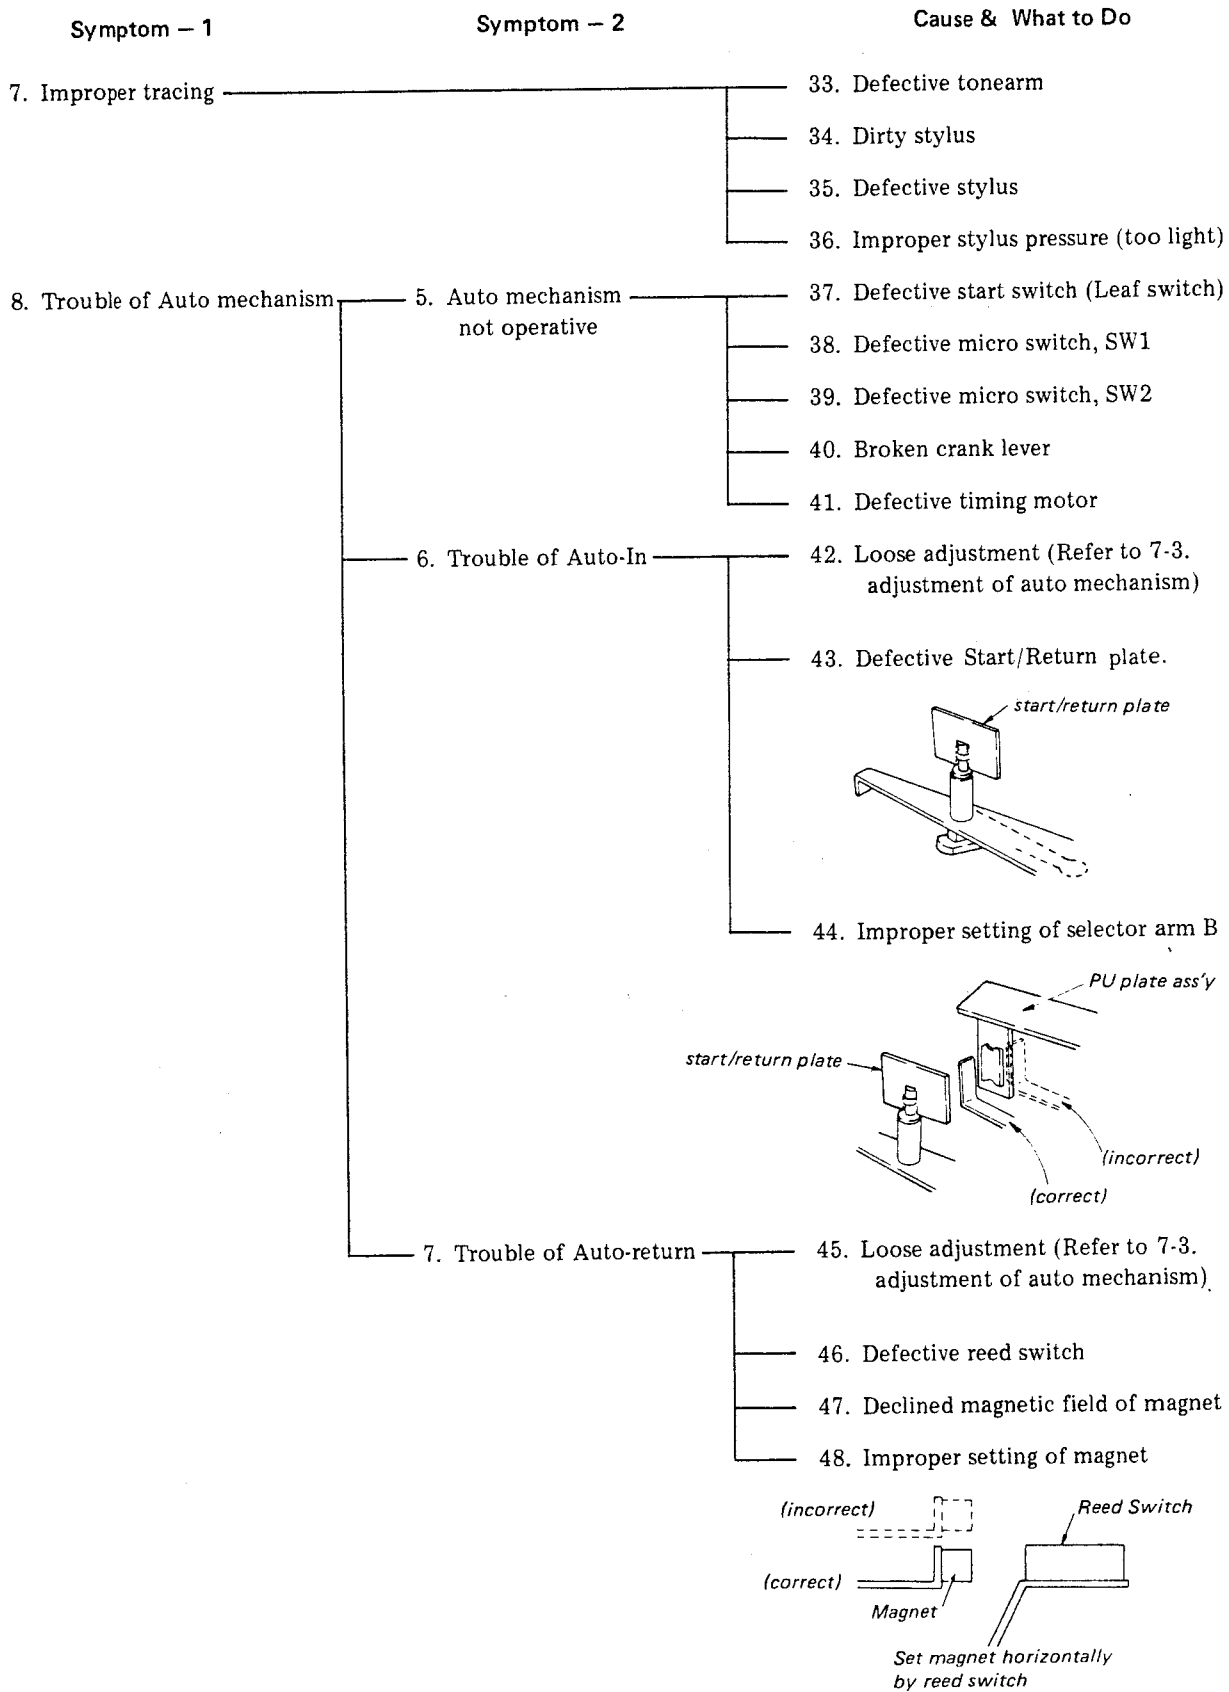 Symptom – 1
Symptom – 2
Cause & What to Do
7. Improper tracing
33. Defective tonearm
34. Dirty stylus
35. Defective stylus
36. Improper stylus pressure (too light)
8. Trouble of Auto mechanism
5. Auto mechanism
not operative
37. Defective start switch (Leaf switch)
38. Defective micro switch, SW1
39. Defective micro switch, SW2
40. Broken crank lever
41. Defective timing motor
6. Trouble of Auto-In
42. Loose adjustment (Refer to 7-3.
adjustment of auto mechanism)
43. Defective Start/Return plate.
start/return plate
44. Improper setting of selector arm B
PU plate ass'y
start/return plate
(incorrect)
(correct)
7. Trouble of Auto-return
45. Loose adjustment (Refer to 7-3.
adjustment of auto mechanism)
46. Defective reed switch
47. Declined magnetic field of magnet
48. Improper setting of magnet
(incorrect)
Reed Switch
(correct)
Magnet
Set magnet horizontally
by reed switch